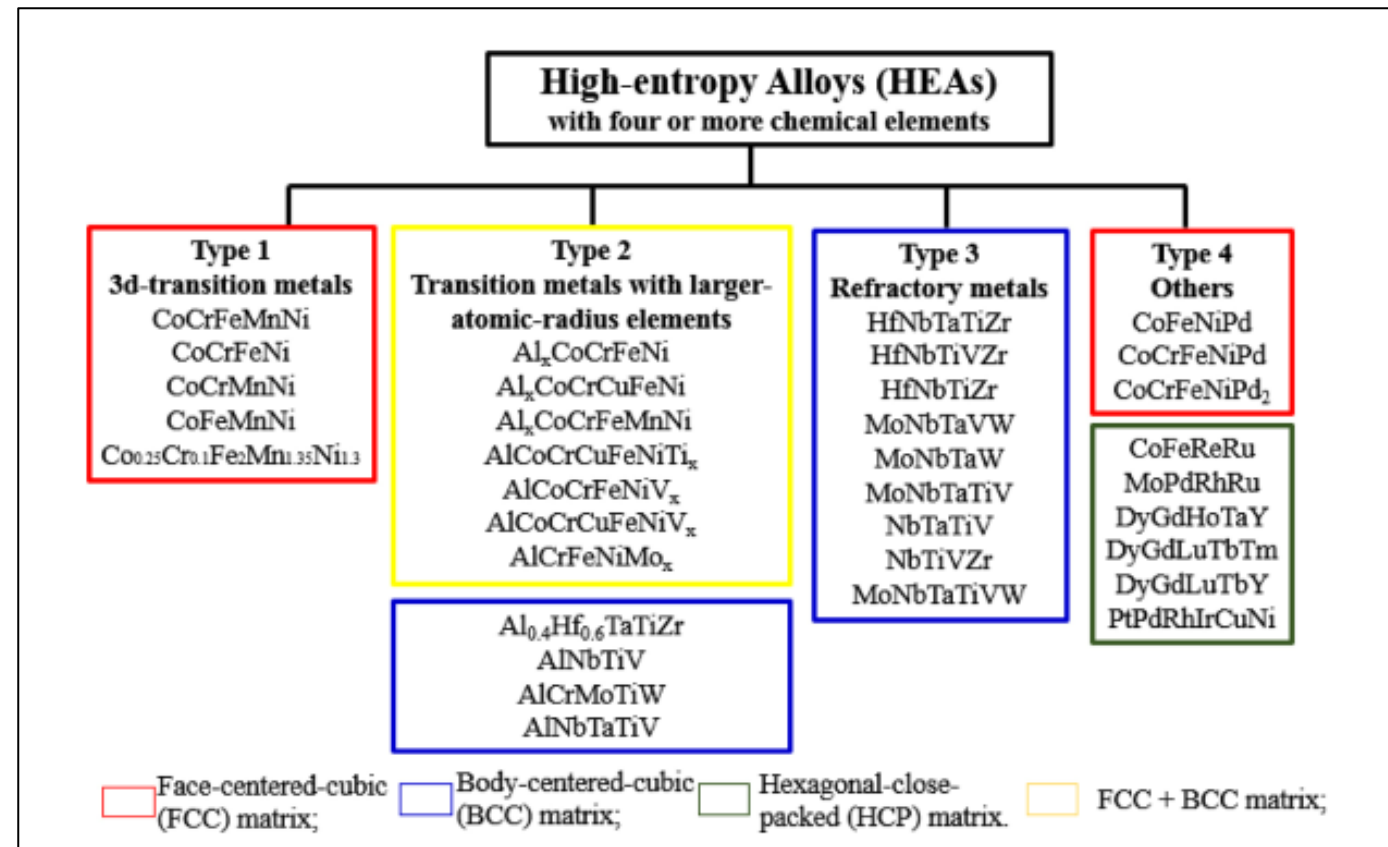 High-entropy Alloys (HEAs)
with four or more chemical elements
Type 1
3d-transition metals
CoCrFeMnNi
CoCrFeNi
CoCrMnNi
CoFeMnNi
Co₀.₂₅Cr₀.₁Fe₂Mn₁.₃₅Ni₁.₃
Type 2
Transition metals with larger-
atomic-radius elements
AlₓCoCrFeNi
AlₓCoCrCuFeNi
AlₓCoCrFeMnNi
AlCoCrCuFeNiTiₓ
AlCoCrFeNiVₓ
AlCoCrCuFeNiVₓ
AlCrFeNiMoₓ
Al₀.₄Hf₀.₆TaTiZr
AlNbTiV
AlCrMoTiW
AlNbTaTiV
Type 3
Refractory metals
HfNbTaTiZr
HfNbTiVZr
HfNbTiZr
MoNbTaVW
MoNbTaW
MoNbTaTiV
NbTaTiV
NbTiVZr
MoNbTaTiVW
Type 4
Others
CoFeNiPd
CoCrFeNiPd
CoCrFeNiPd₂
CoFeReRu
MoPdRhRu
DyGdHoTaY
DyGdLuTbTm
DyGdLuTbY
PtPdRhIrCuNi
Face-centered-cubic
(FCC) matrix;
Body-centered-cubic
(BCC) matrix;
Hexagonal-close-
packed (HCP) matrix.
FCC + BCC matrix;